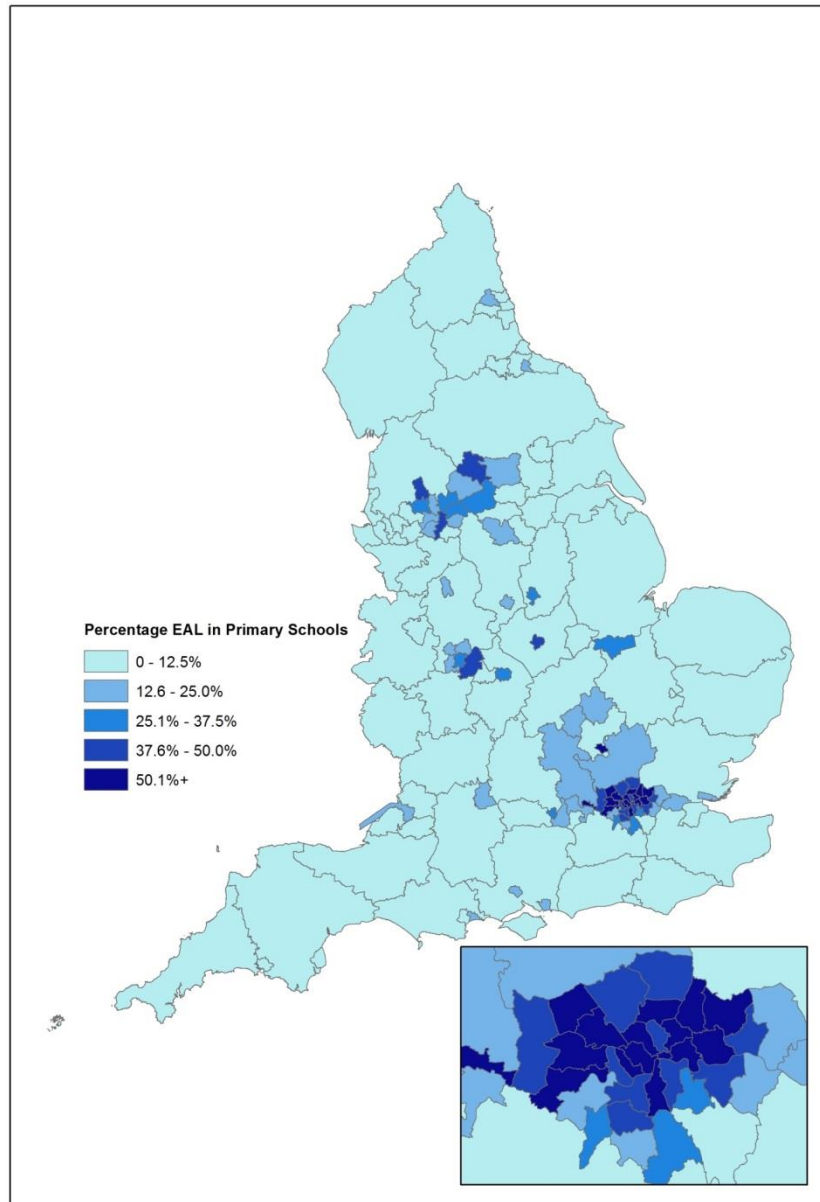 Percentage EAL in Primary Schools
0 - 12.5%
12.6 - 25.0%
25.1% - 37.5%
37.6% - 50.0%
50.1%+